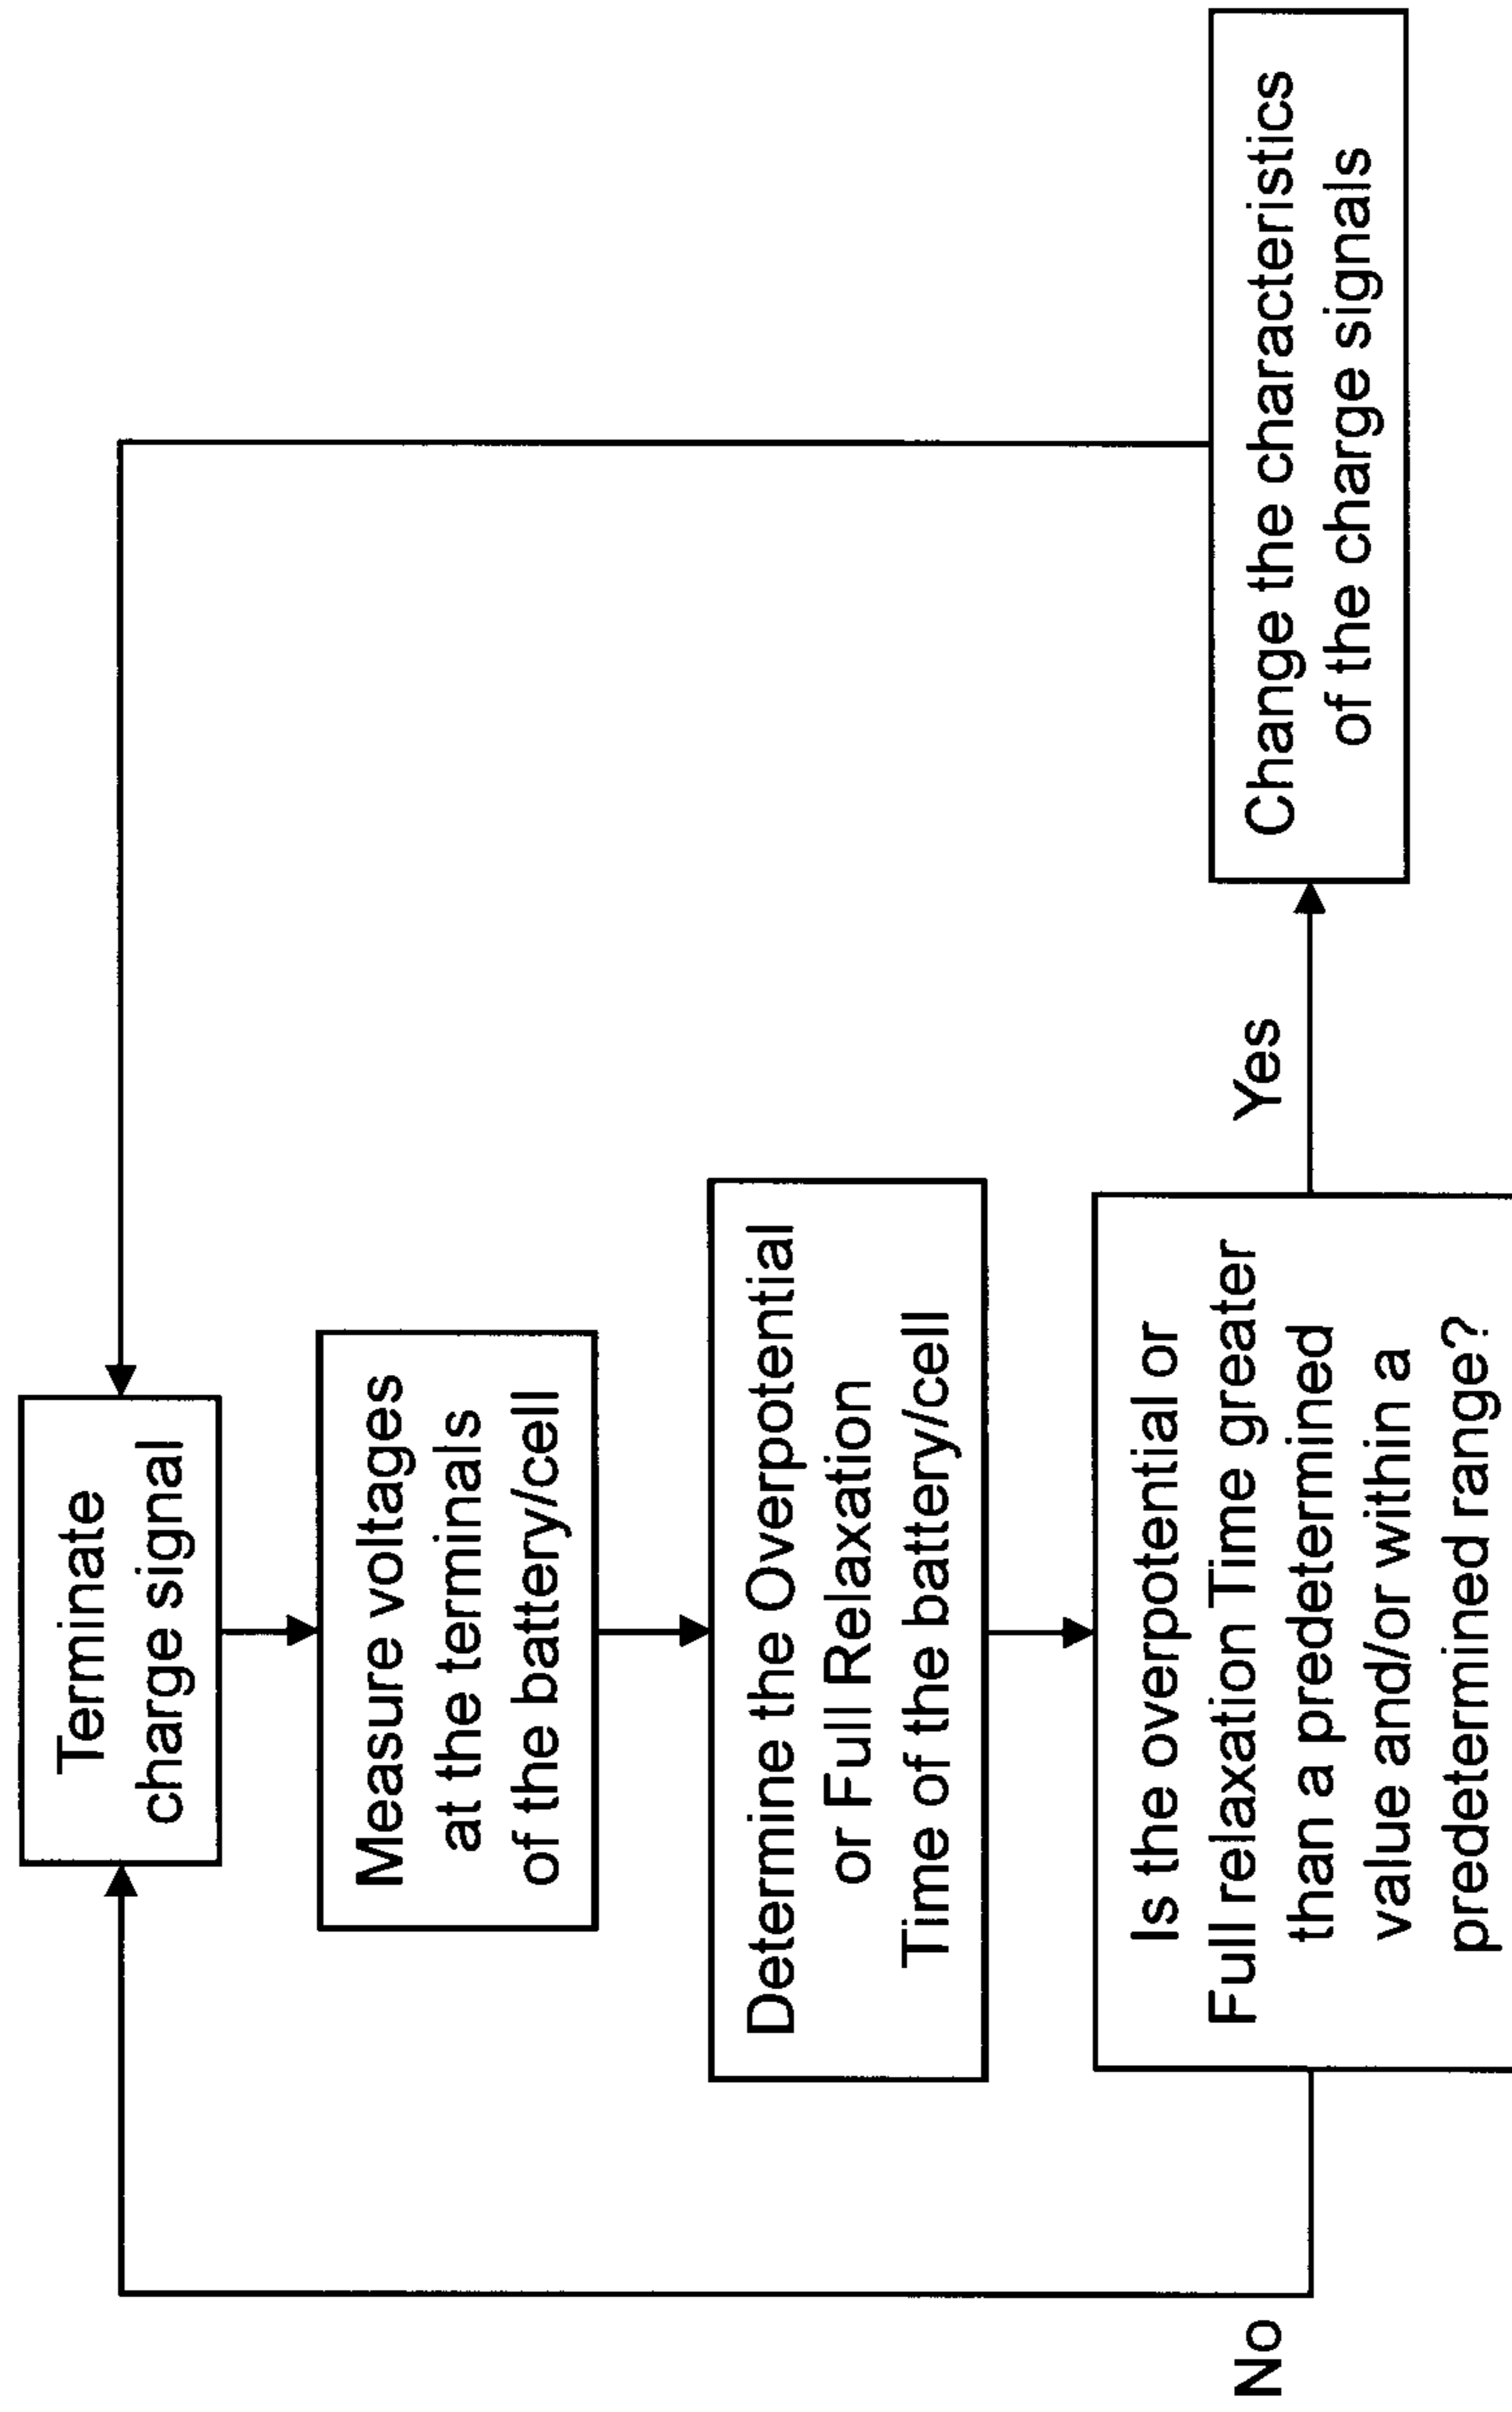 Terminate
charge signal
Measure voltages
at the terminals
of the battery/cell
Determine the Overpotential
or Full Relaxation
Time of the battery/cell
Is the overpotential or
Full relaxation Time greater
than a predetermined
value and/or within a
predetermined range?
No
Yes
Change the characteristics
of the charge signals